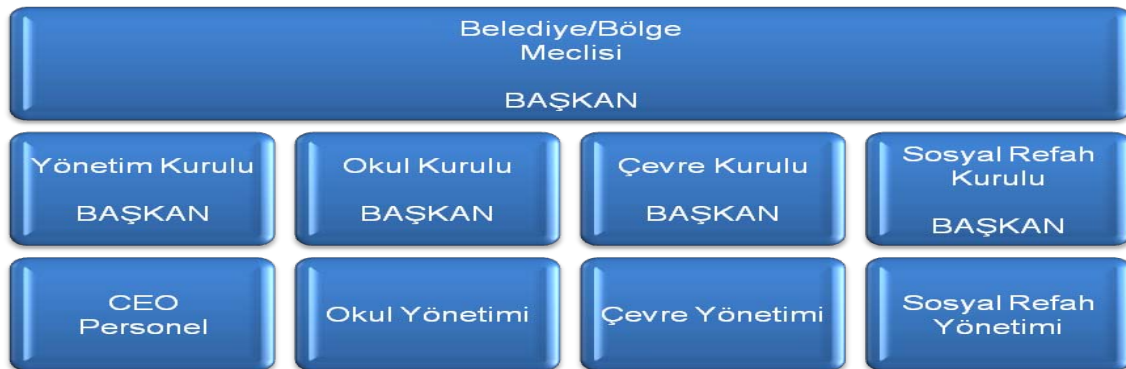 Belediye/Bölge
Meclisi
BAŞKAN
Yönetim Kurulu
BAŞKAN
Okul Kurulu
BAŞKAN
Çevre Kurulu
BAŞKAN
Sosyal Refah
Kurulu
BAŞKAN
CEO
Personel
Okul Yönetimi
Çevre Yönetimi
Sosyal Refah
Yönetimi